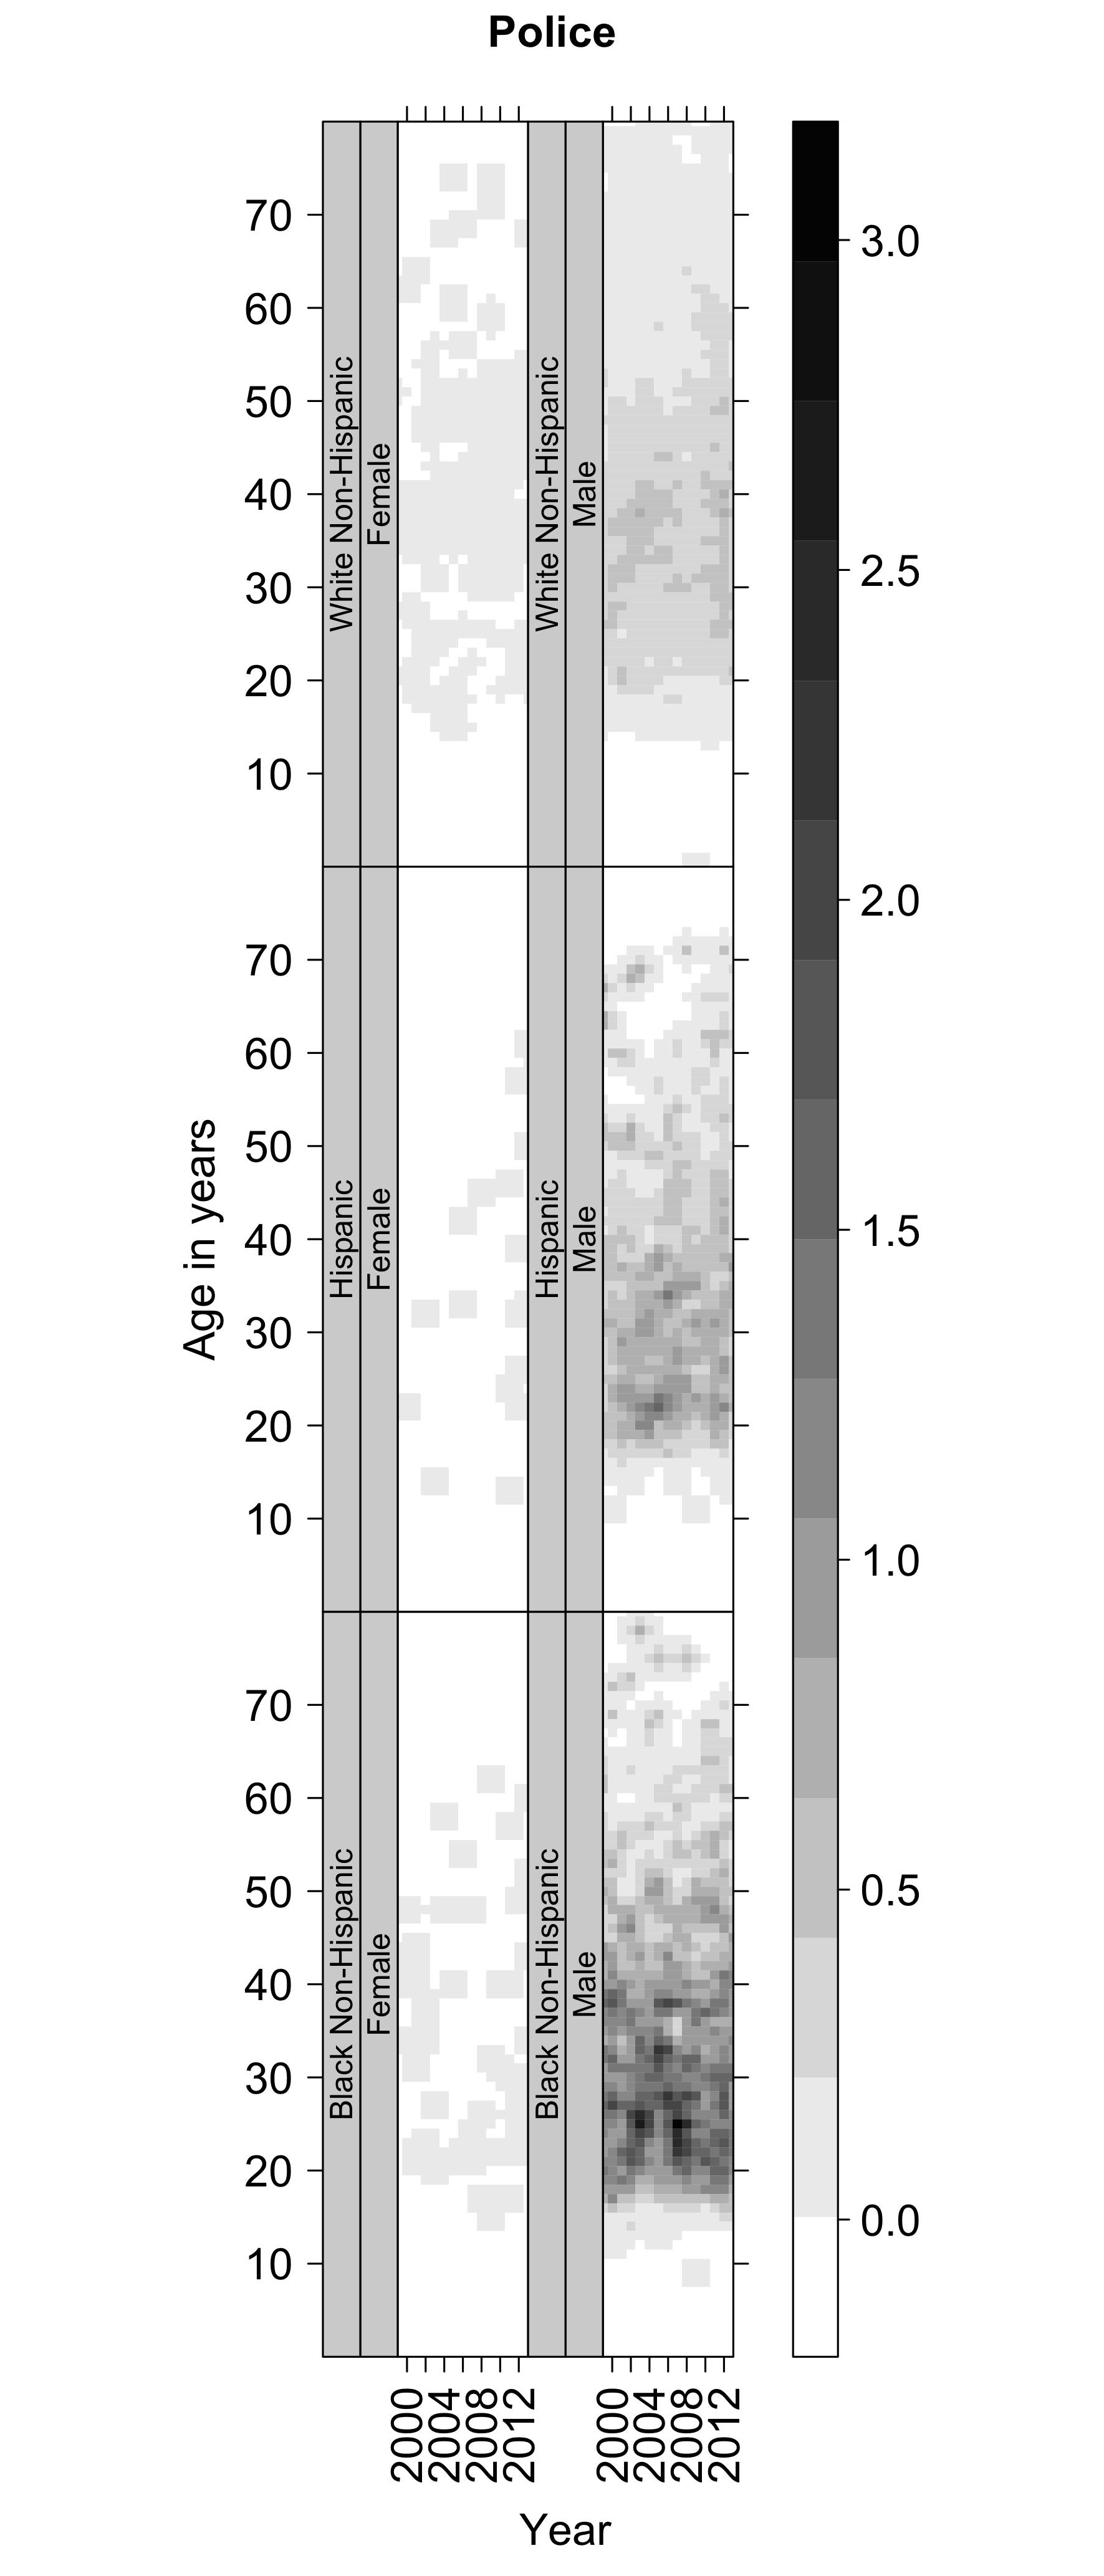 Police
White Non-Hispanic
Female
White Non-Hispanic
Male
70
60
50
40
30
20
10
Hispanic
Female
Hispanic
Male
70
60
50
40
30
20
10
Black Non-Hispanic
Female
Black Non-Hispanic
Male
70
60
50
40
30
20
10
Age in years
3.0
2.5
2.0
1.5
1.0
0.5
0.0
2000 2004 2008 2012 2000 2004 2008 2012
Year